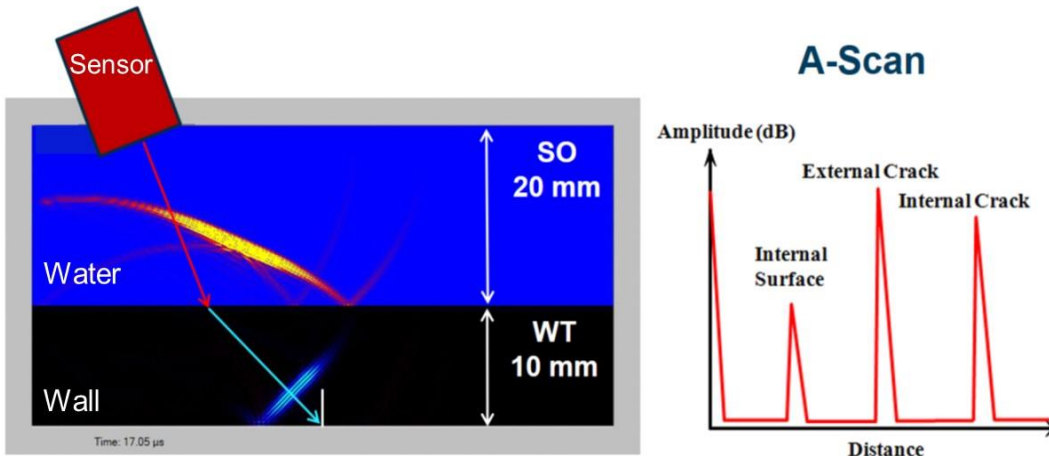 Sensor
SO
20 mm
Water
WT
10 mm
Wall
Time: 17.05 µs
A-Scan
Amplitude (dB)
External Crack
Internal Crack
Internal
Surface
Distance